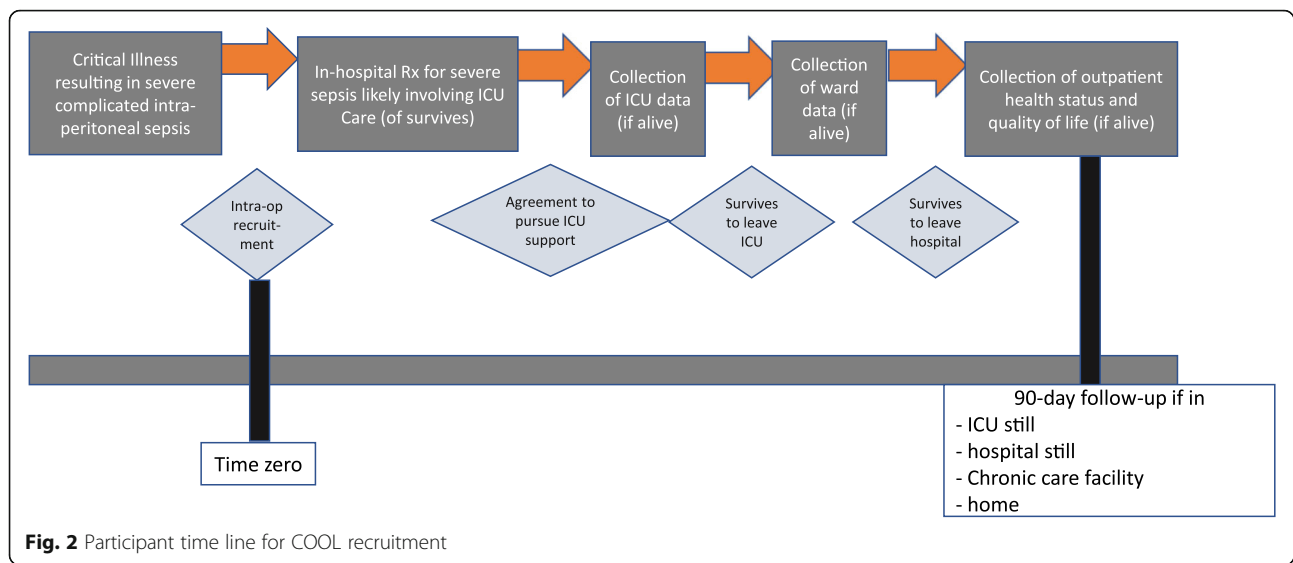 Critical Illness
resulting in severe
complicated intra-
peritoneal sepsis
In-hospital Rx for severe
sepsis likely involving ICU
Care (of survives)
Collection
of ICU data
(if alive)
Collection
of ward
data (if
alive)
Collection of outpatient
health status and
quality of life (if alive)
Intra-op
recruit-
ment
Agreement to
pursue ICU
support
Survives
to leave
ICU
Survives
to leave
hospital
Time zero
90-day follow-up if in
- ICU still
- hospital still
- Chronic care facility
- home
Fig. 2 Participant time line for COOL recruitment